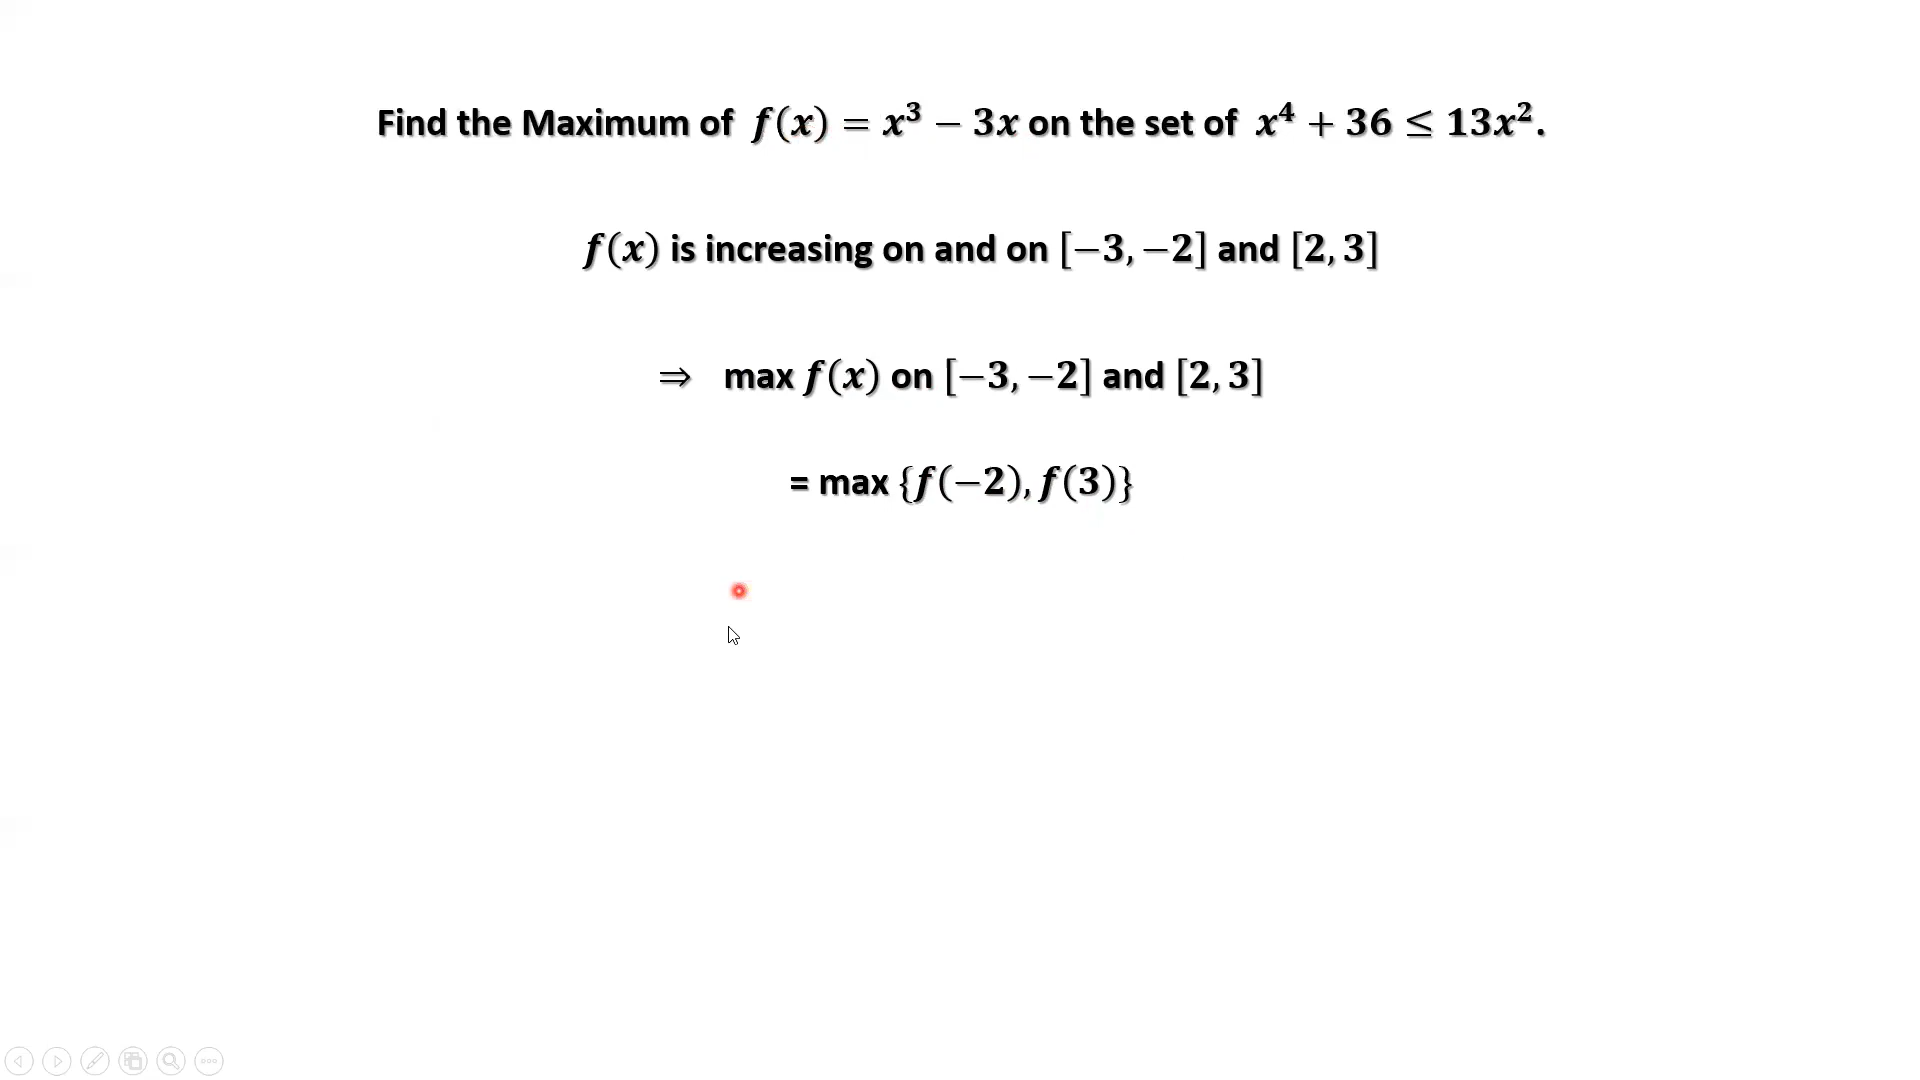 Find the Maximum of f(x) = x³ − 3x on the set of x⁴ + 36 ≤ 13x².
f(x) is increasing on and on [−3, −2] and [2, 3]
⇒ max f(x) on [−3, −2] and [2, 3]
= max {f(−2), f(3)}